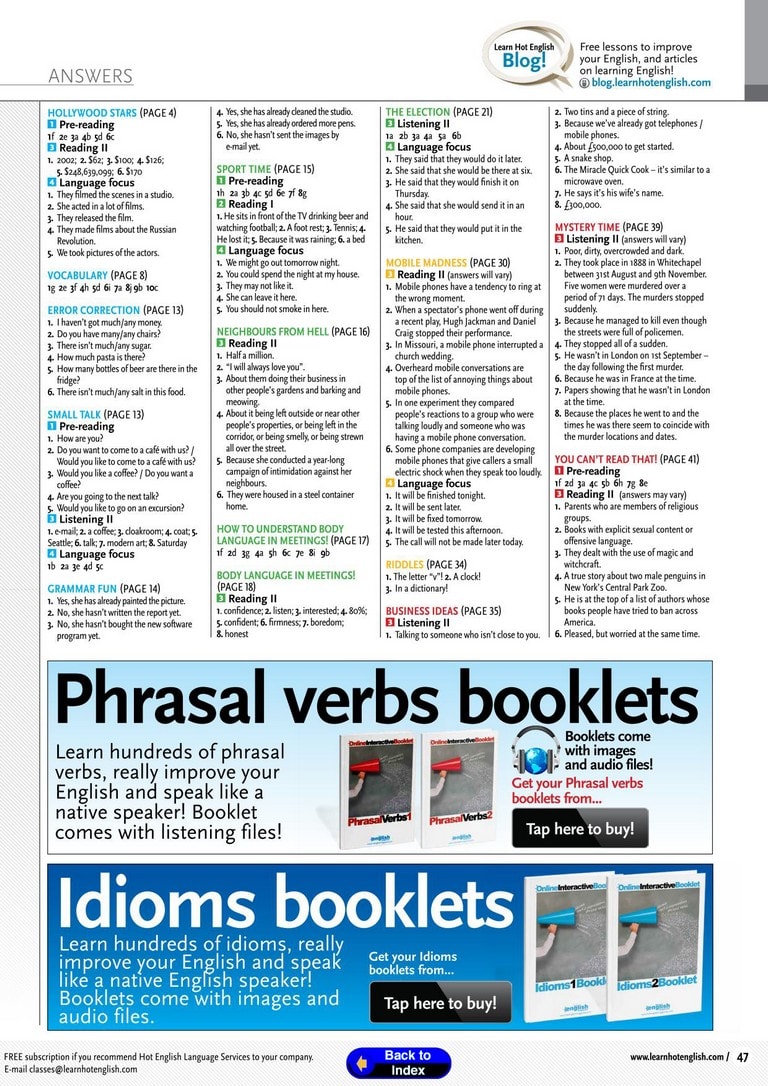 ANSWERS
Learn Hot English
Blog!
Free lessons to improve
your English, and articles
on learning English!
blog.learnhotenglish.com
HOLLYWOOD STARS (PAGE 4)
1 Pre-reading
1f 2e 3a 4b 5d 6c
3 Reading II
1. 2002; 2. $62; 3. $100; 4. $126;
5. $248,639,099; 6. $170
4 Language focus
1. They filmed the scenes in a studio.
2. She acted in a lot of films.
3. They released the film.
4. They made films about the Russian
Revolution.
5. We took pictures of the actors.
VOCABULARY (PAGE 8)
1g 2e 3f 4h 5d 6i 7a 8j 9b 10c
ERROR CORRECTION (PAGE 13)
1. I haven't got much/any money.
2. Do you have many/any chairs?
3. There isn't much/any sugar.
4. How much pasta is there?
5. How many bottles of beer are there in the
fridge?
6. There isn't much/any salt in this food.
SMALL TALK (PAGE 13)
1 Pre-reading
1. How are you?
2. Do you want to come to a café with us? /
Would you like to come to a café with us?
3. Would you like a coffee? / Do you want a
coffee?
4. Are you going to the next talk?
5. Would you like to go on an excursion?
3 Listening II
1. e-mail; 2. a coffee; 3. cloakroom; 4. coat; 5.
Seattle; 6. talk; 7. modern art; 8. Saturday
4 Language focus
1b 2a 3e 4d 5c
GRAMMAR FUN (PAGE 14)
1. Yes, she has already painted the picture.
2. No, she hasn't written the report yet.
3. No, she hasn't bought the new software
program yet.
4. Yes, she has already cleaned the studio.
5. Yes, she has already ordered more pens.
6. No, she hasn't sent the images by
e-mail yet.
SPORT TIME (PAGE 15)
1 Pre-reading
1h 2a 3b 4c 5d 6e 7f 8g
2 Reading I
1. He sits in front of the TV drinking beer and
watching football; 2. A foot rest; 3. Tennis; 4.
He lost it; 5. Because it was raining; 6. a bed
4 Language focus
1. We might go out tomorrow night.
2. You could spend the night at my house.
3. They may not like it.
4. She can leave it here.
5. You should not smoke in here.
NEIGHBOURS FROM HELL (PAGE 16)
3 Reading II
1. Half a million.
2. "I will always love you".
3. About them doing their business in
other people's gardens and barking and
meowing.
4. About it being left outside or near other
people's properties, or being left in the
corridor, or being smelly, or being strewn
all over the street.
5. Because she conducted a year-long
campaign of intimidation against her
neighbours.
6. They were housed in a steel container
home.
HOW TO UNDERSTAND BODY
LANGUAGE IN MEETINGS! (PAGE 17)
1f 2d 3g 4a 5h 6c 7e 8i 9b
BODY LANGUAGE IN MEETINGS!
(PAGE 18)
3 Reading II
1. confidence; 2. listen; 3. interested; 4. 80%;
5. confident; 6. firmness; 7. boredom;
8. honest
THE ELECTION (PAGE 21)
3 Listening II
1a 2b 3a 4a 5a 6b
4 Language focus
1. They said that they would do it later.
2. She said that she would be there at six.
3. He said that they would finish it on
Thursday.
4. She said that she would send it in an
hour.
5. He said that they would put it in the
kitchen.
MOBILE MADNESS (PAGE 30)
3 Reading II (answers will vary)
1. Mobile phones have a tendency to ring at
the wrong moment.
2. When a spectator's phone went off during
a recent play, Hugh Jackman and Daniel
Craig stopped their performance.
3. In Missouri, a mobile phone interrupted a
church wedding.
4. Overheard mobile conversations are
top of the list of annoying things about
mobile phones.
5. In one experiment they compared
people's reactions to a group who were
talking loudly and someone who was
having a mobile phone conversation.
6. Some phone companies are developing
mobile phones that give callers a small
electric shock when they speak too loudly.
4 Language focus
1. It will be finished tonight.
2. It will be sent later.
3. It will be fixed tomorrow.
4. It will be tested this afternoon.
5. The call will not be made later today.
RIDDLES (PAGE 34)
1. The letter "v"! 2. A clock!
3. In a dictionary!
BUSINESS IDEAS (PAGE 35)
3 Listening II
1. Talking to someone who isn't close to you.
2. Two tins and a piece of string.
3. Because we've already got telephones /
mobile phones.
4. About £500,000 to get started.
5. A snake shop.
6. The Miracle Quick Cook – it's similar to a
microwave oven.
7. He says it's his wife's name.
8. £300,000.
MYSTERY TIME (PAGE 39)
3 Listening II (answers will vary)
1. Poor, dirty, overcrowded and dark.
2. They took place in 1888 in Whitechapel
between 31st August and 9th November.
Five women were murdered over a
period of 71 days. The murders stopped
suddenly.
3. Because he managed to kill even though
the streets were full of policemen.
4. They stopped all of a sudden.
5. He wasn't in London on 1st September –
the day following the first murder.
6. Because he was in France at the time.
7. Papers showing that he wasn't in London
at the time.
8. Because the places he went to and the
times he was there seem to coincide with
the murder locations and dates.
YOU CAN'T READ THAT! (PAGE 41)
1 Pre-reading
1f 2d 3a 4c 5b 6h 7g 8e
3 Reading II (answers may vary)
1. Parents who are members of religious
groups.
2. Books with explicit sexual content or
offensive language.
3. They dealt with the use of magic and
witchcraft.
4. A true story about two male penguins in
New York's Central Park Zoo.
5. He is at the top of a list of authors whose
books people have tried to ban across
America.
6. Pleased, but worried at the same time.
Phrasal verbs booklets
Learn hundreds of phrasal
verbs, really improve your
English and speak like a
native speaker! Booklet
comes with listening files!
OnlineInteractiveBooklet
PhrasalVerbs1
english
OnlineInteractiveBooklet
PhrasalVerbs2
english
Booklets come
with images
and audio files!
Get your Phrasal verbs
booklets from...
Tap here to buy!
Idioms booklets
Learn hundreds of idioms, really
improve your English and speak
like a native English speaker!
Booklets come with images and
audio files.
Get your Idioms
booklets from...
Tap here to buy!
OnlineInteractiveBoo
Idioms1Bookl
english
OnlineInteractiveBooklet
Idioms2Booklet
english
FREE subscription if you recommend Hot English Language Services to your company.
E-mail classes@learnhotenglish.com
Back to
Index
www.learnhotenglish.com / 47